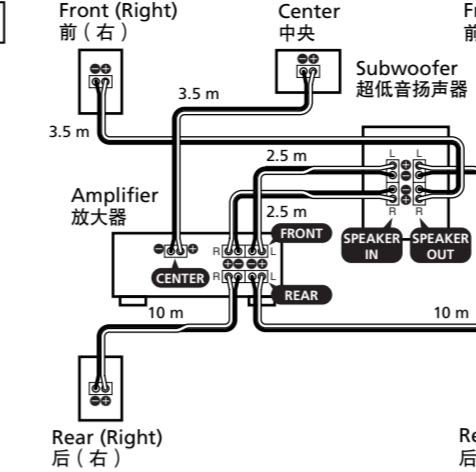 Front (Right)
前（右）
Center
中央
3.5 m
Subwoofer
超低音扬声器
3.5 m
2.5 m
L
L
Amplifier
放大器
2.5 m
R
R
FRONT
SPEAKER
IN
SPEAKER
OUT
R
L
CENTER
R
L
REAR
10 m
10 m
Rear (Right)
后（右）